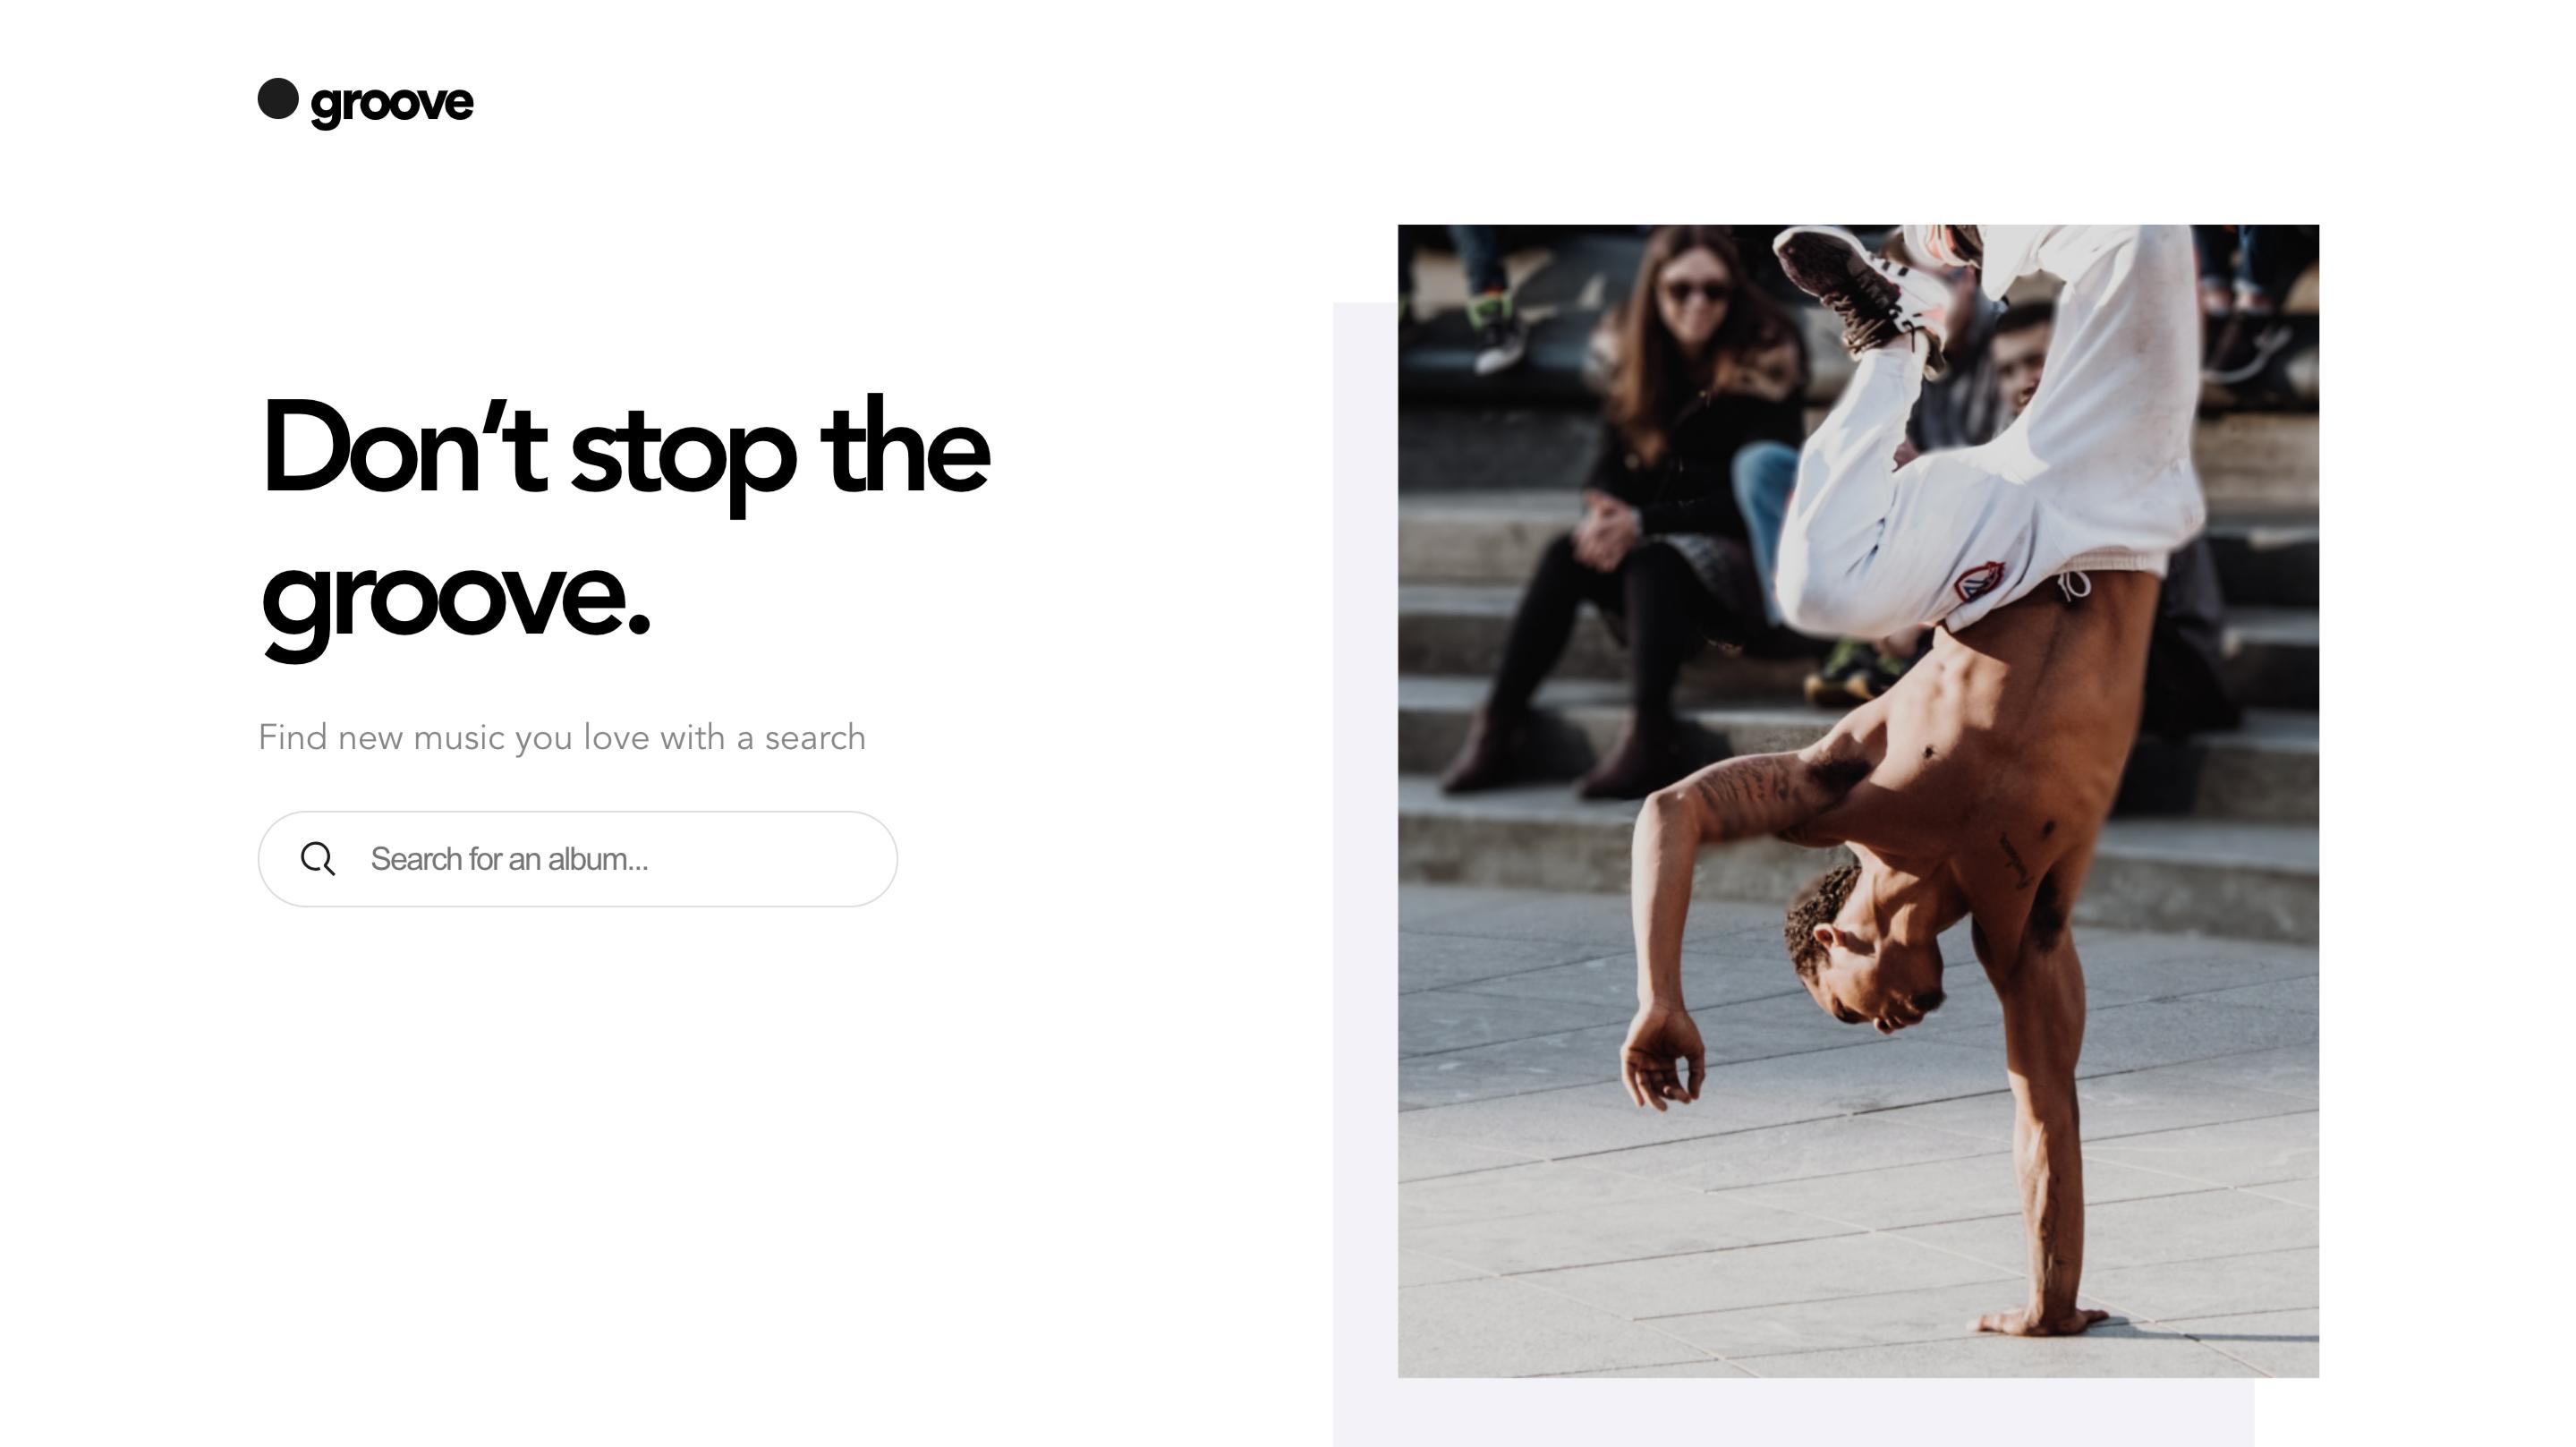 groove
Don’t stop the
groove.
Find new music you love with a search
Search for an album...